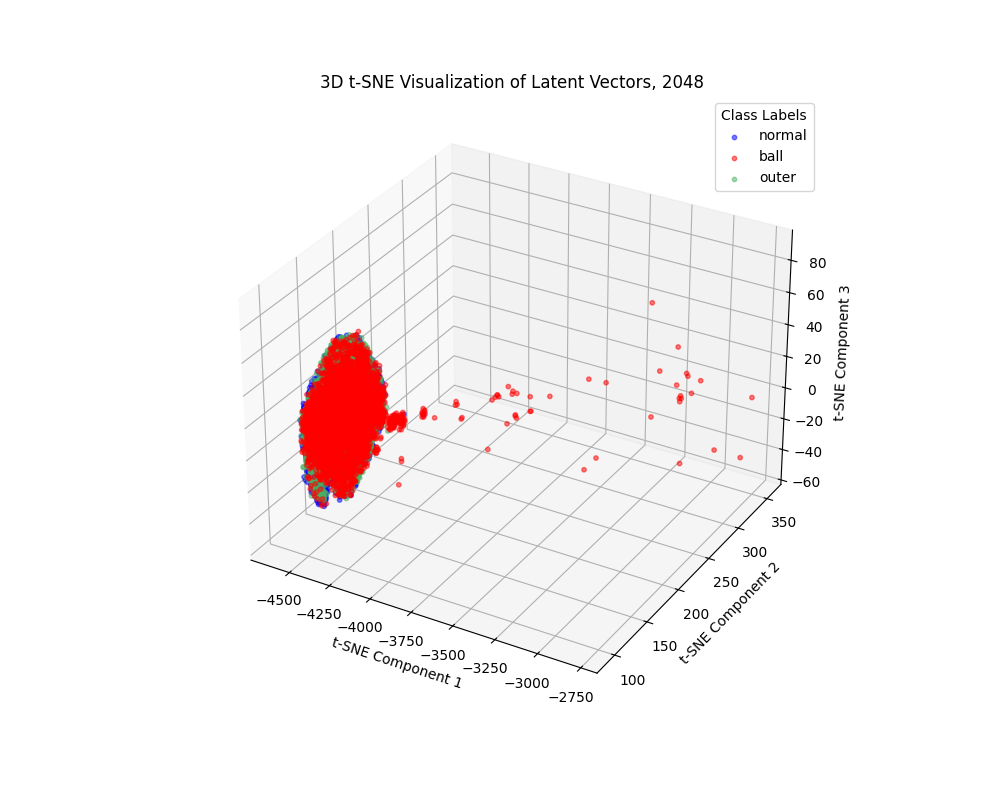 3D t-SNE Visualization of Latent Vectors, 2048
Class Labels
normal
ball
outer
80
60
40
20
0
−20
−40
−60
t-SNE Component 3
350
300
250
200
150
100
t-SNE Component 2
−4500
−4250
−4000
−3750
−3500
−3250
−3000
−2750
t-SNE Component 1